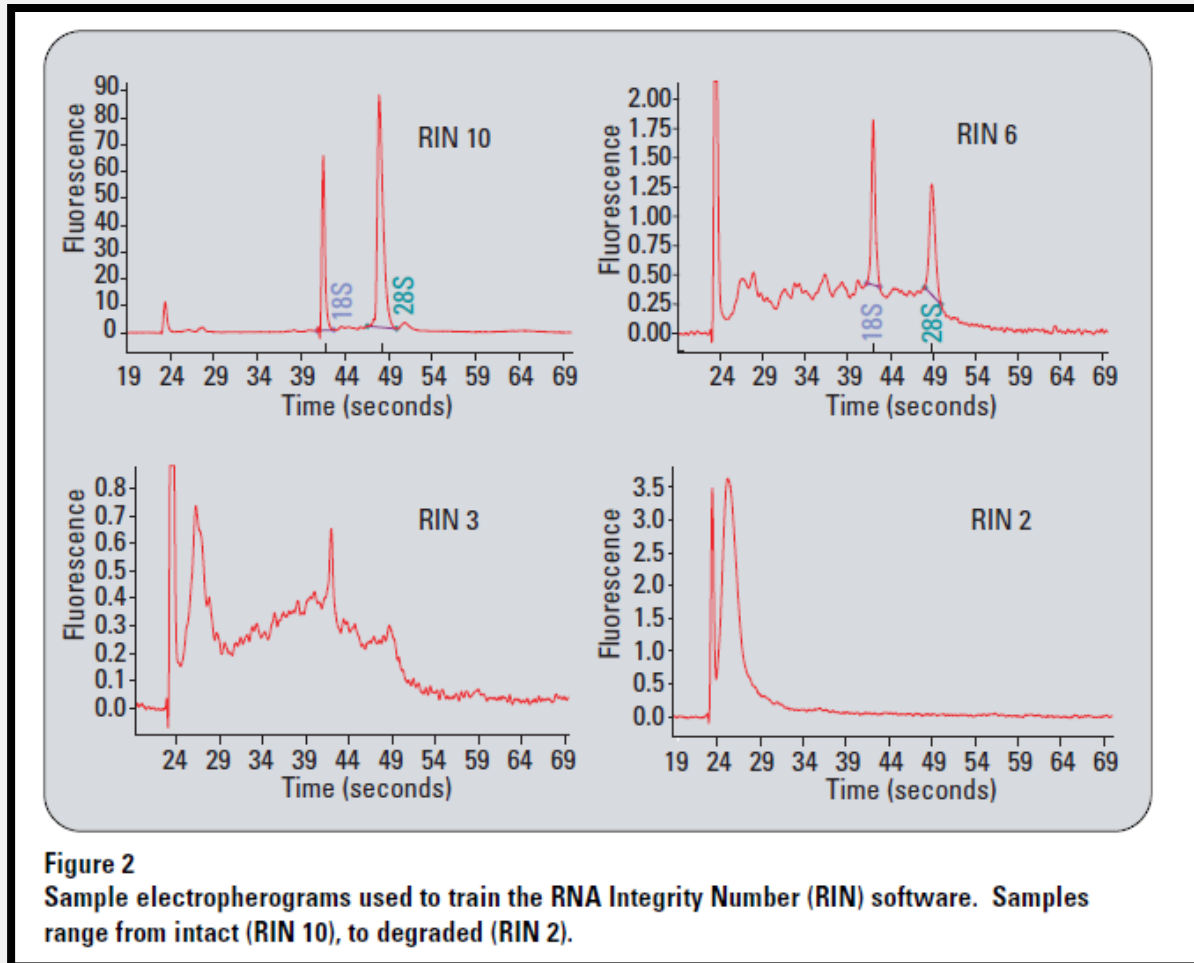 90
80
70
60
50
40
30
20
10
0
Fluorescence
RIN 10
18S
28S
19 24 29 34 39 44 49 54 59 64 69
Time (seconds)
2.00
1.75
1.50
1.25
1.00
0.75
0.50
0.25
0.00
Fluorescence
RIN 6
18S
28S
24 29 34 39 44 49 54 59 64 69
Time (seconds)
0.8
0.7
0.6
0.5
0.4
0.3
0.2
0.1
0.0
Fluorescence
RIN 3
24 29 34 39 44 49 54 59 64 69
Time (seconds)
3.5
3.0
2.5
2.0
1.5
1.0
0.5
0.0
Fluorescence
RIN 2
19 24 29 34 39 44 49 54 59 64 69
Time (seconds)
Figure 2
Sample electropherograms used to train the RNA Integrity Number (RIN) software. Samples
range from intact (RIN 10), to degraded (RIN 2).